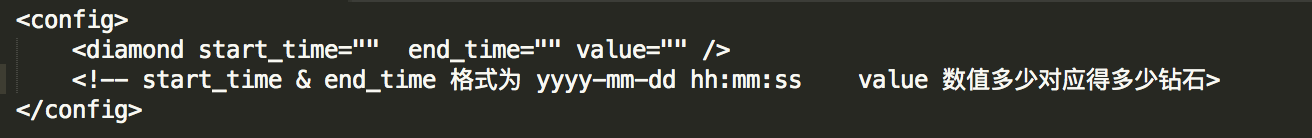 <config>
    <diamond start_time=""  end_time="" value="" />
    <!-- start_time & end_time 格式为 yyyy-mm-dd hh:mm:ss    value 数值多少对应得多少钻石>
</config>